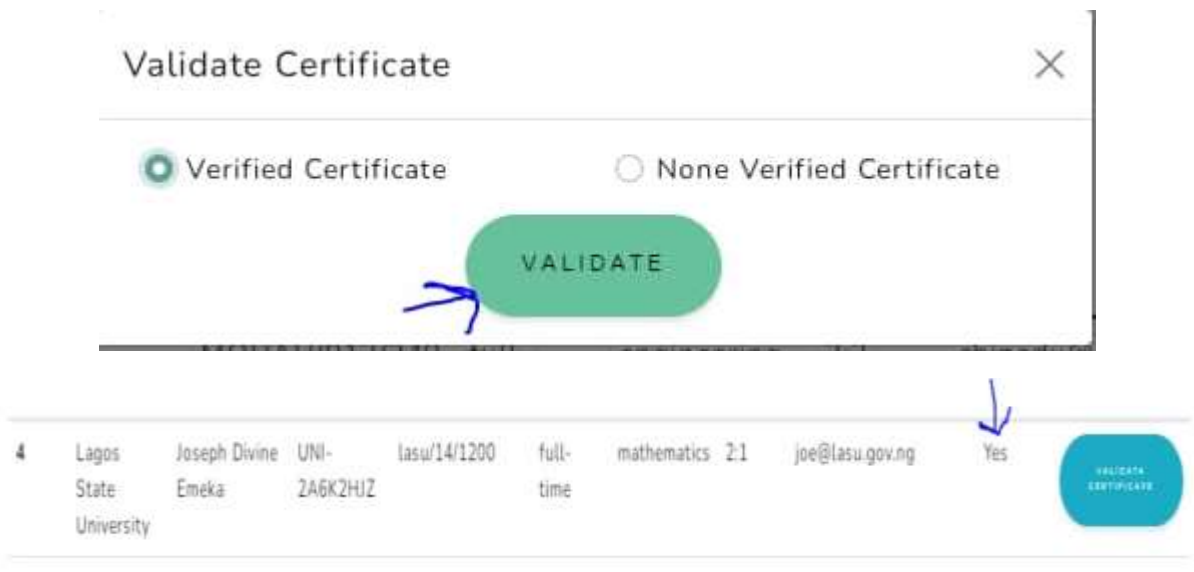 Validate Certificate
Verified Certificate None Verified Certificate
VALIDATE
4 Lagos Joseph Divine UNI- lasu/14/1200 full- mathematics 2:1 joe@lasu.gov.ng Yes
State Emeka 2A6K2HJZ time
University
VALIDATE
CERTIFICATE